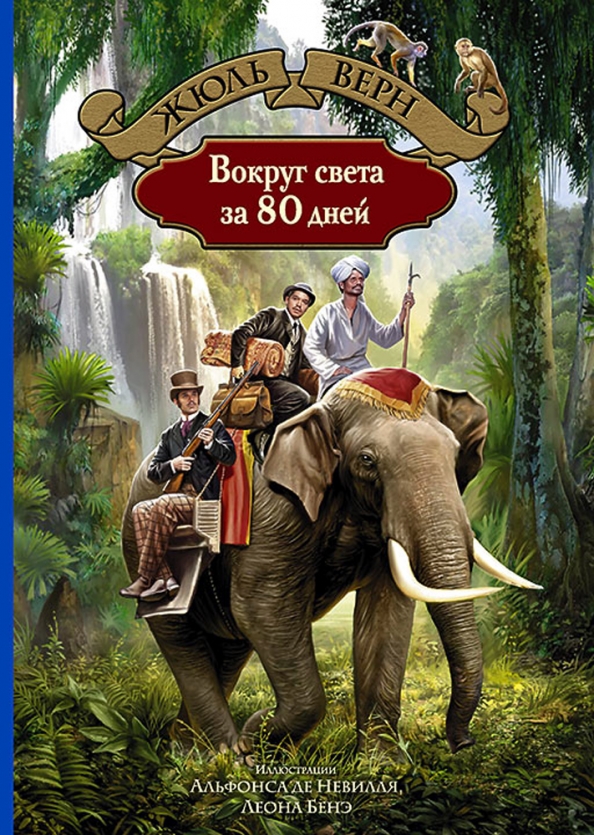 ЖЮЛЬ ВЕРН
Вокруг света
за 80 дней
Иллюстрации
Альфонса де Невилля,
Леона Бенэ